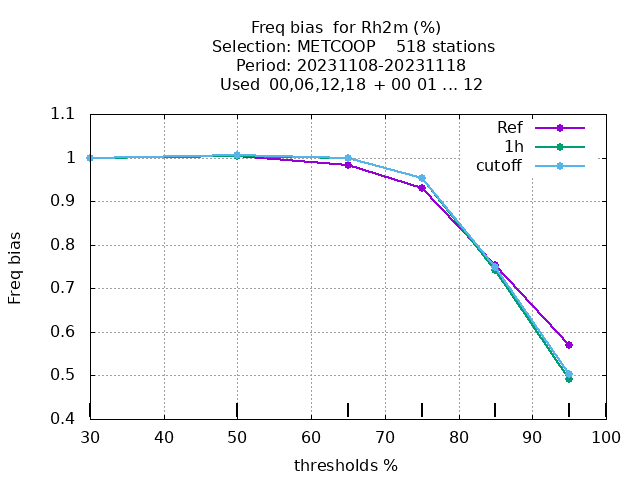 Freq bias  for Rh2m (%)
Selection: METCOOP    518 stations
Period: 20231108-20231118
Used  00,06,12,18  + 00 01 ... 12
Ref
1h
cutoff
1.1
1
0.9
0.8
0.7
0.6
0.5
0.4
Freq bias
30 40 50 60 70 80 90 100
thresholds %